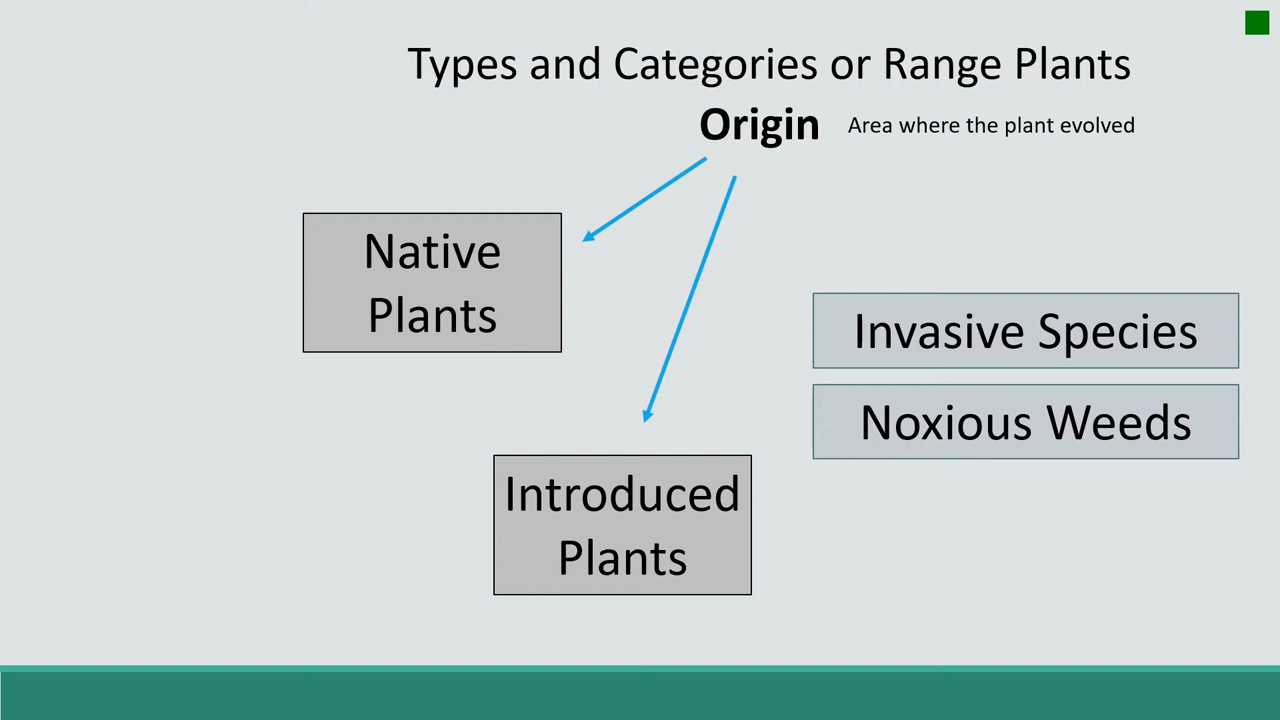 Types and Categories or Range Plants
Origin Area where the plant evolved
Native
Plants
Invasive Species
Noxious Weeds
Introduced
Plants